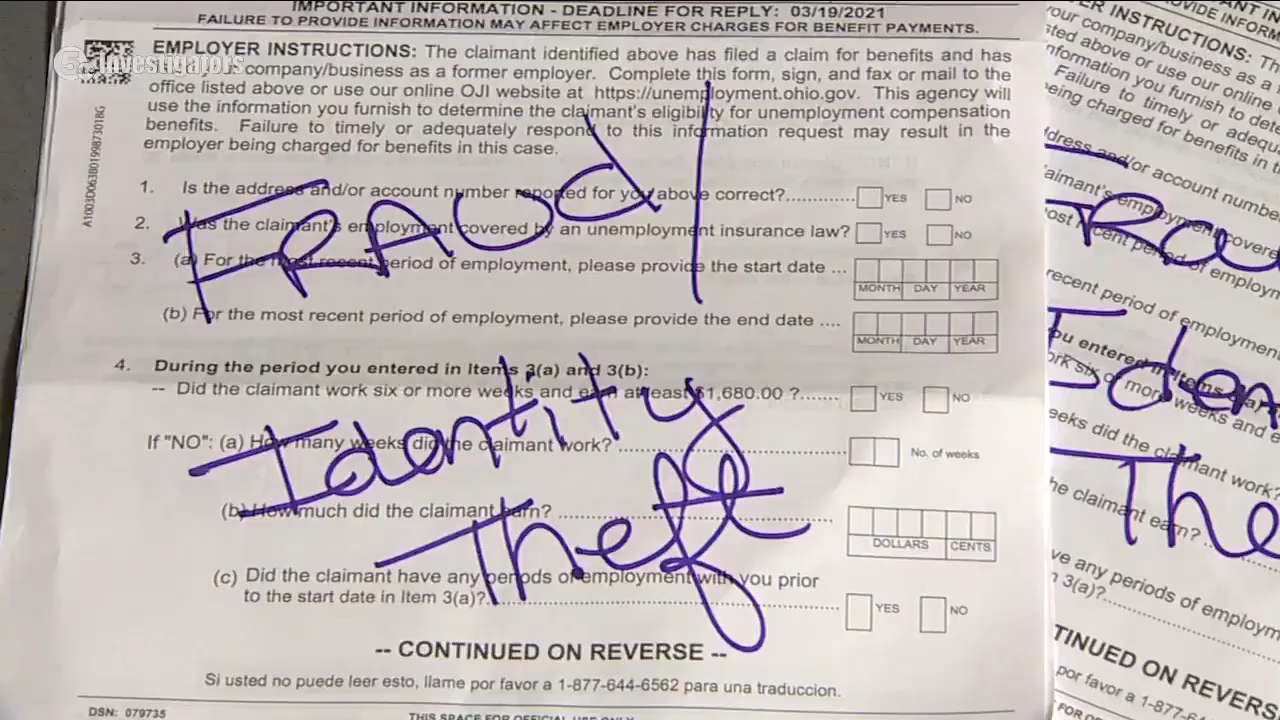 IMPORTANT INFORMATION - DEADLINE FOR REPLY: 03/19/2021
FAILURE TO PROVIDE INFORMATION MAY AFFECT EMPLOYER CHARGES FOR BENEFIT PAYMENTS.
5 Investigators
EMPLOYER INSTRUCTIONS: The claimant identified above has filed a claim for benefits and has
your company/business as a former employer. Complete this form, sign, and fax or mail to the
office listed above or use our online OJI website at https://unemployment.ohio.gov. This agency will
use the information you furnish to determine the claimant's eligibility for unemployment compensation
benefits. Failure to timely or adequately respond to this information request may result in the
employer being charged for benefits in this case.
1. Is the address and/or account number reported for you above correct?............ YES NO
2. Was the claimant's employment covered by an unemployment insurance law? YES NO
3. (a) For the most recent period of employment, please provide the start date ...
MONTH DAY YEAR
(b) For the most recent period of employment, please provide the end date ....
MONTH DAY YEAR
FRAUd
4. During the period you entered in Items 3(a) and 3(b):
-- Did the claimant work six or more weeks and earn at least $1,680.00 ?....... YES NO
If "NO": (a) How many weeks did the claimant work? ........................................ No. of weeks
Identity
(b) How much did the claimant earn? ................................................
DOLLARS CENTS
Theft
(c) Did the claimant have any periods of employment with you prior
to the start date in Item 3(a)?............................................................ YES NO
-- CONTINUED ON REVERSE --
Si usted no puede leer esto, llame por favor a 1-877-644-6562 para una traduccion.
DSN: 079735
THIS SPACE FOR OFFICIAL USE ONLY